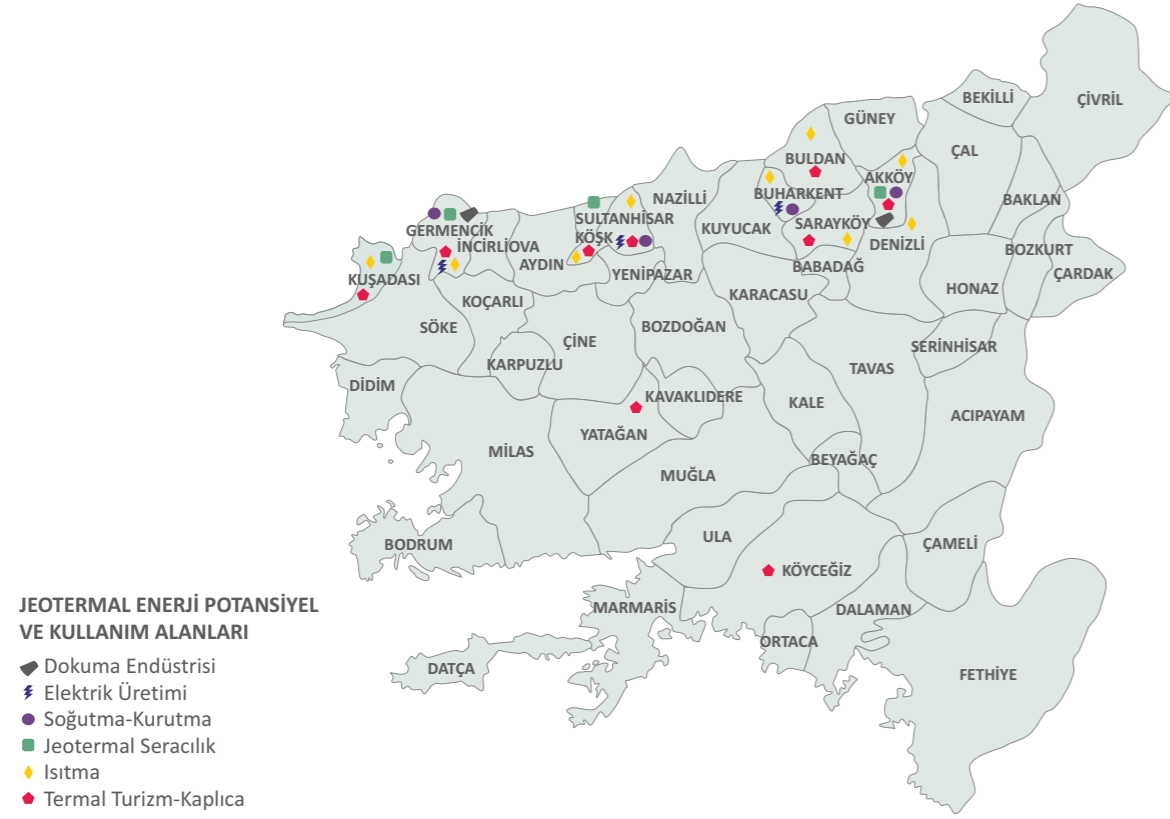 BEKİLLİ
ÇİVRİL
GÜNEY
ÇAL
BULDAN
AKKÖY
BUHARKENT
BAKLAN
NAZİLLİ
SULTANHİSAR
KUYUCAK
SARAYKÖY
DENİZLİ
GERMENCİK
İNCİRLİOVA
KÖŞK
AYDIN
YENİPAZAR
BABADAĞ
BOZKURT
ÇARDAK
KUŞADASI
KOÇARLI
KARACASU
HONAZ
SÖKE
ÇİNE
BOZDOĞAN
SERİNHİSAR
KARPUZLU
TAVAS
DİDİM
KAVAKLIDERE
KALE
ACIPAYAM
YATAĞAN
MİLAS
BEYAĞAÇ
MUĞLA
ULA
ÇAMELİ
BODRUM
KÖYCEĞİZ
MARMARİS
DALAMAN
ORTACA
DATÇA
FETHİYE
JEOTERMAL ENERJİ POTANSİYEL
VE KULLANIM ALANLARI
Dokuma Endüstrisi
Elektrik Üretimi
Soğutma-Kurutma
Jeotermal Seracılık
Isıtma
Termal Turizm-Kaplıca